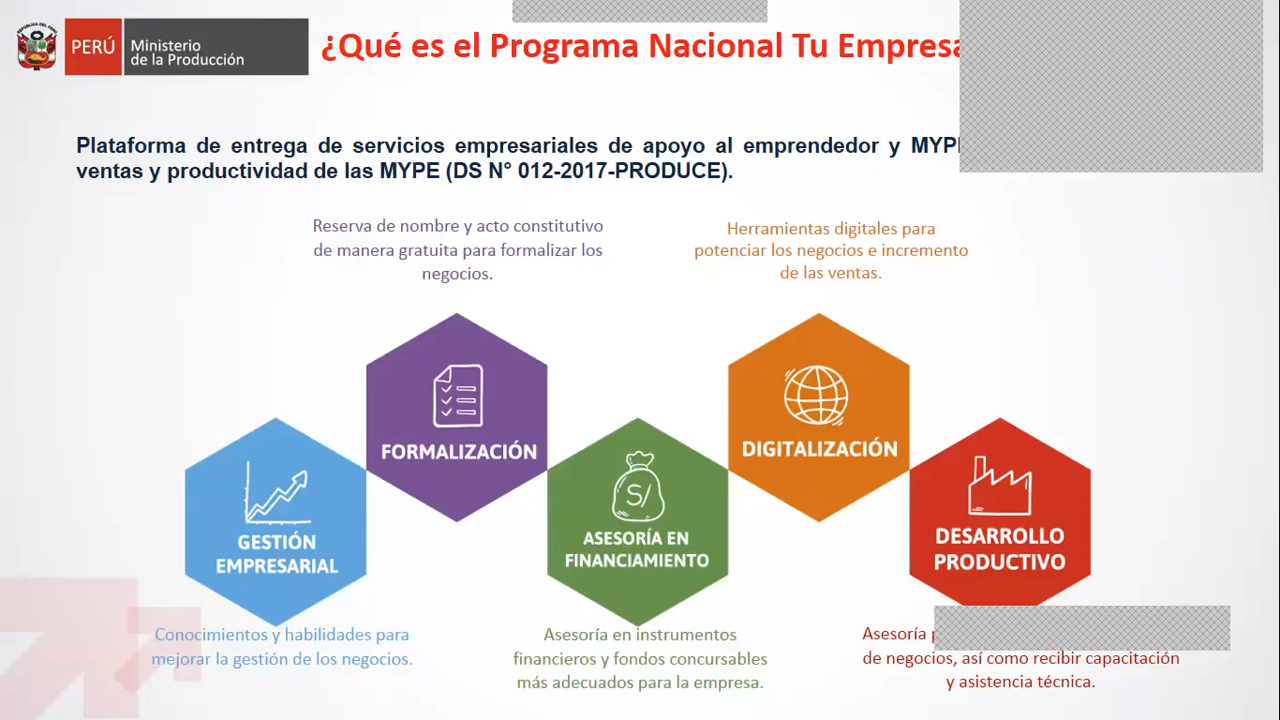 PERÚ Ministerio
de la Producción
¿Qué es el Programa Nacional Tu Empresa
Plataforma de entrega de servicios empresariales de apoyo al emprendedor y
ventas y productividad de las MYPE (DS N° 012-2017-PRODUCE).
Reserva de nombre y acto constitutivo
de manera gratuita para formalizar los
negocios.
Herramientas digitales para
potenciar los negocios e incremento
de las ventas.
FORMALIZACIÓN
DIGITALIZACIÓN
GESTIÓN
EMPRESARIAL
S/
ASESORÍA EN
FINANCIAMIENTO
DESARROLLO
PRODUCTIVO
Conocimientos y habilidades para
mejorar la gestión de los negocios.
Asesoría en instrumentos
financieros y fondos concursables
más adecuados para la empresa.
Asesoría
de negocios, así como recibir capacitación
y asistencia técnica.